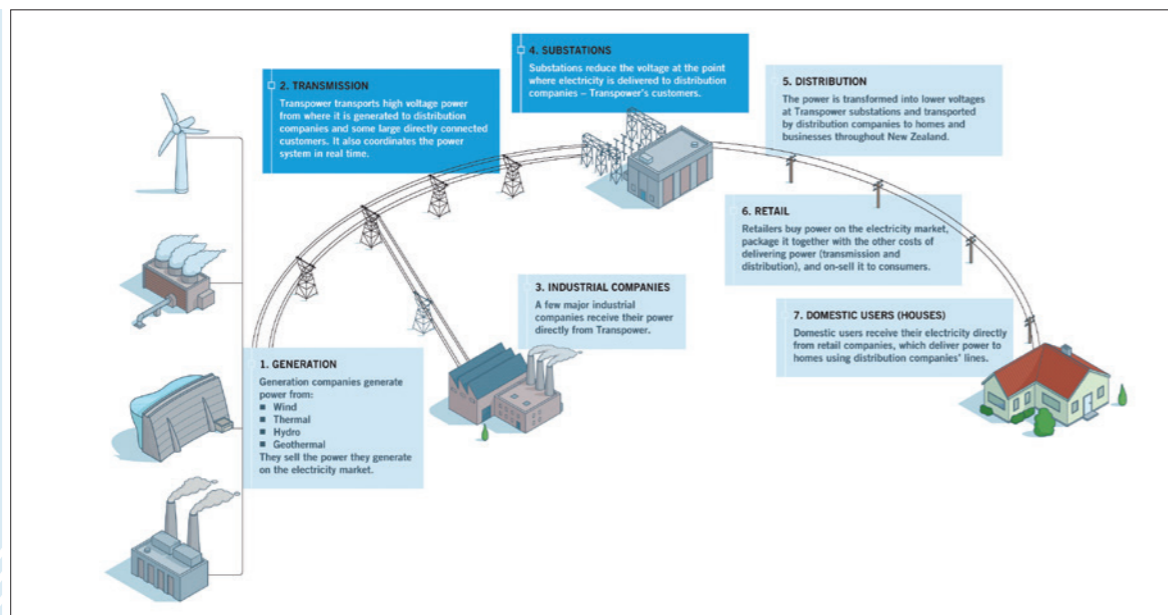 1. GENERATION
Generation companies generate
power from:
■ Wind
■ Thermal
■ Hydro
■ Geothermal
They sell the power they generate
on the electricity market.
2. TRANSMISSION
Transpower transports high voltage power
from where it is generated to distribution
companies and some large directly connected
customers. It also coordinates the power
system in real time.
3. INDUSTRIAL COMPANIES
A few major industrial
companies receive their power
directly from Transpower.
4. SUBSTATIONS
Substations reduce the voltage at the point
where electricity is delivered to distribution
companies – Transpower's customers.
5. DISTRIBUTION
The power is transformed into lower voltages
at Transpower substations and transported
by distribution companies to homes and
businesses throughout New Zealand.
6. RETAIL
Retailers buy power on the electricity market,
package it together with the other costs of
delivering power (transmission and
distribution), and on-sell it to consumers.
7. DOMESTIC USERS (HOUSES)
Domestic users receive their electricity directly
from retail companies, which deliver power to
homes using distribution companies' lines.